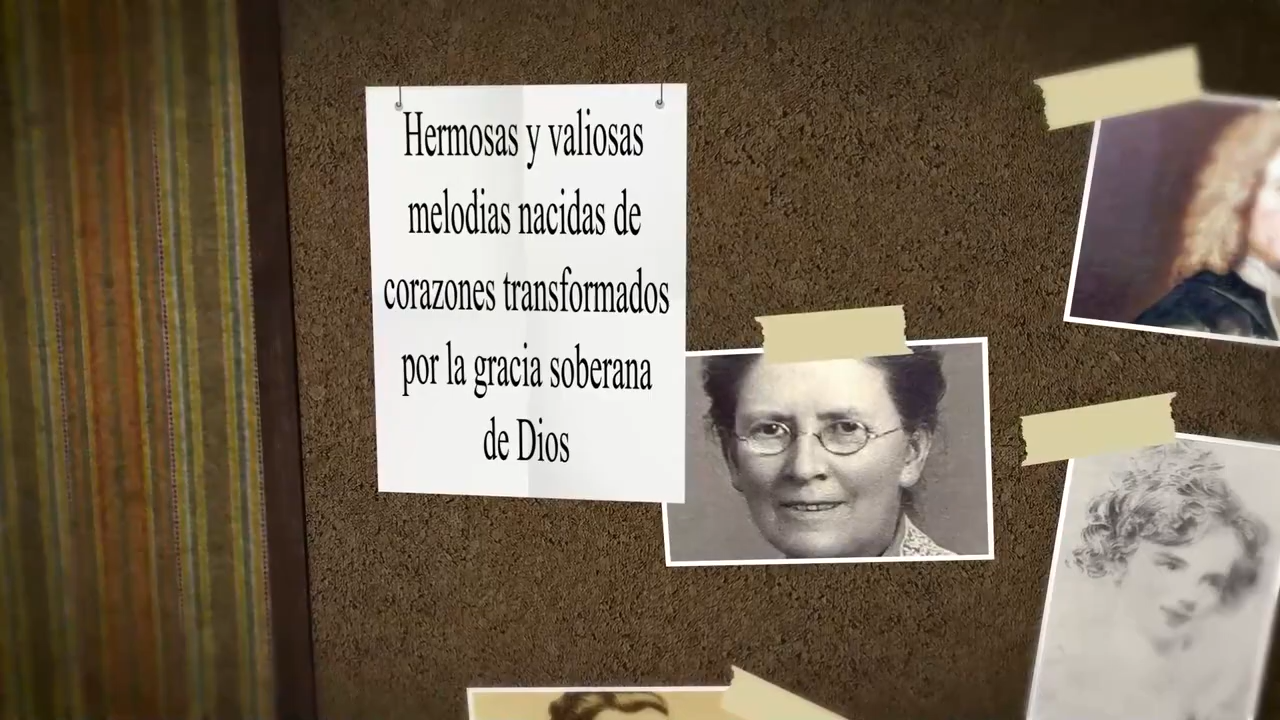 Hermosas y valiosas
melodias nacidas de
corazones transformados
por la gracia soberana
de Dios